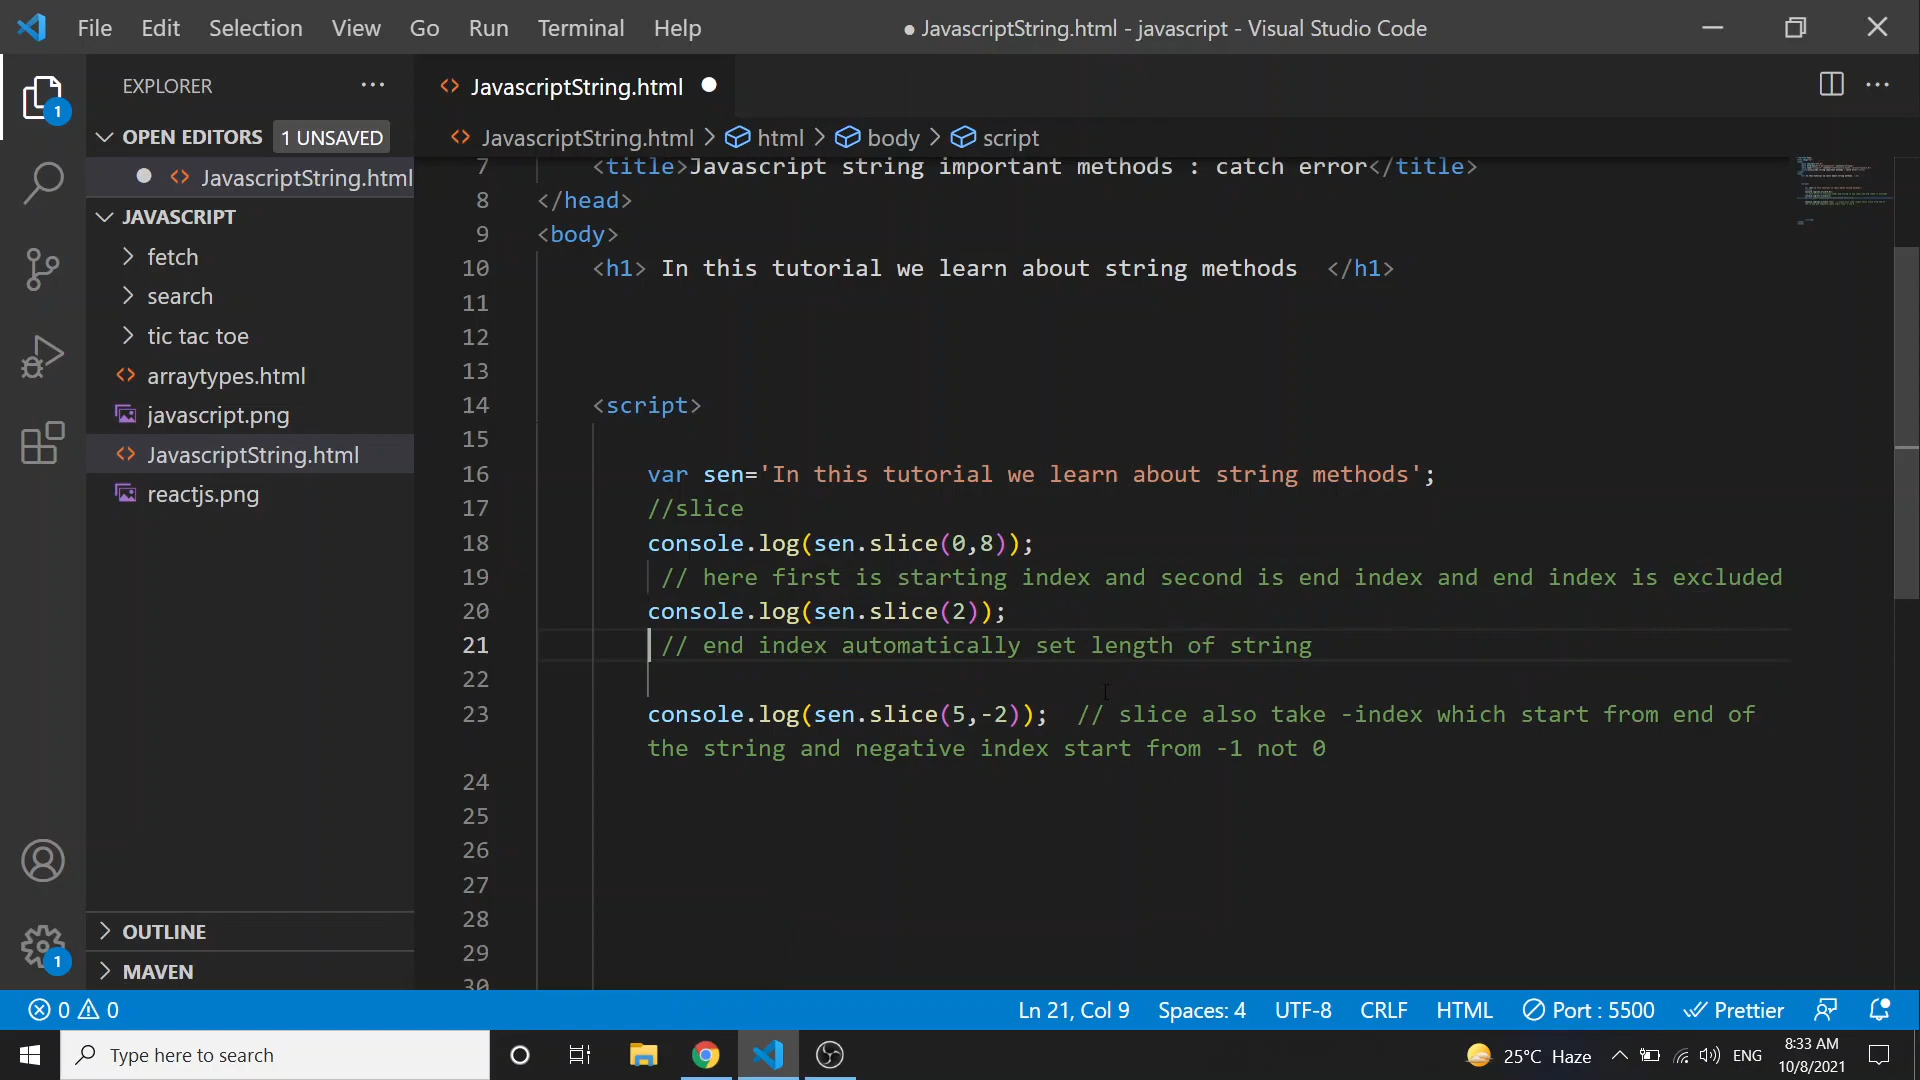 File Edit Selection View Go Run Terminal Help
● JavascriptString.html - javascript - Visual Studio Code
EXPLORER
JavascriptString.html
1
OPEN EDITORS 1 UNSAVED
JavascriptString.html > html > body > script
JavascriptString.html
JAVASCRIPT
fetch
search
tic tac toe
arraytypes.html
javascript.png
JavascriptString.html
reactjs.png
OUTLINE
1
MAVEN
7 <title>Javascript string important methods : catch error</title>
8 </head>
9 <body>
10 <h1> In this tutorial we learn about string methods </h1>
11
12
13
14 <script>
15
16 var sen='In this tutorial we learn about string methods';
17 //slice
18 console.log(sen.slice(0,8));
19 // here first is starting index and second is end index and end index is excluded
20 console.log(sen.slice(2));
21 // end index automatically set length of string
22
23 console.log(sen.slice(5,-2)); // slice also take -index which start from end of
the string and negative index start from -1 not 0
24
25
26
27
28
29
30
0 0
Ln 21, Col 9 Spaces: 4 UTF-8 CRLF HTML Port : 5500 Prettier
Type here to search
25°C Haze ENG
8:33 AM
10/8/2021